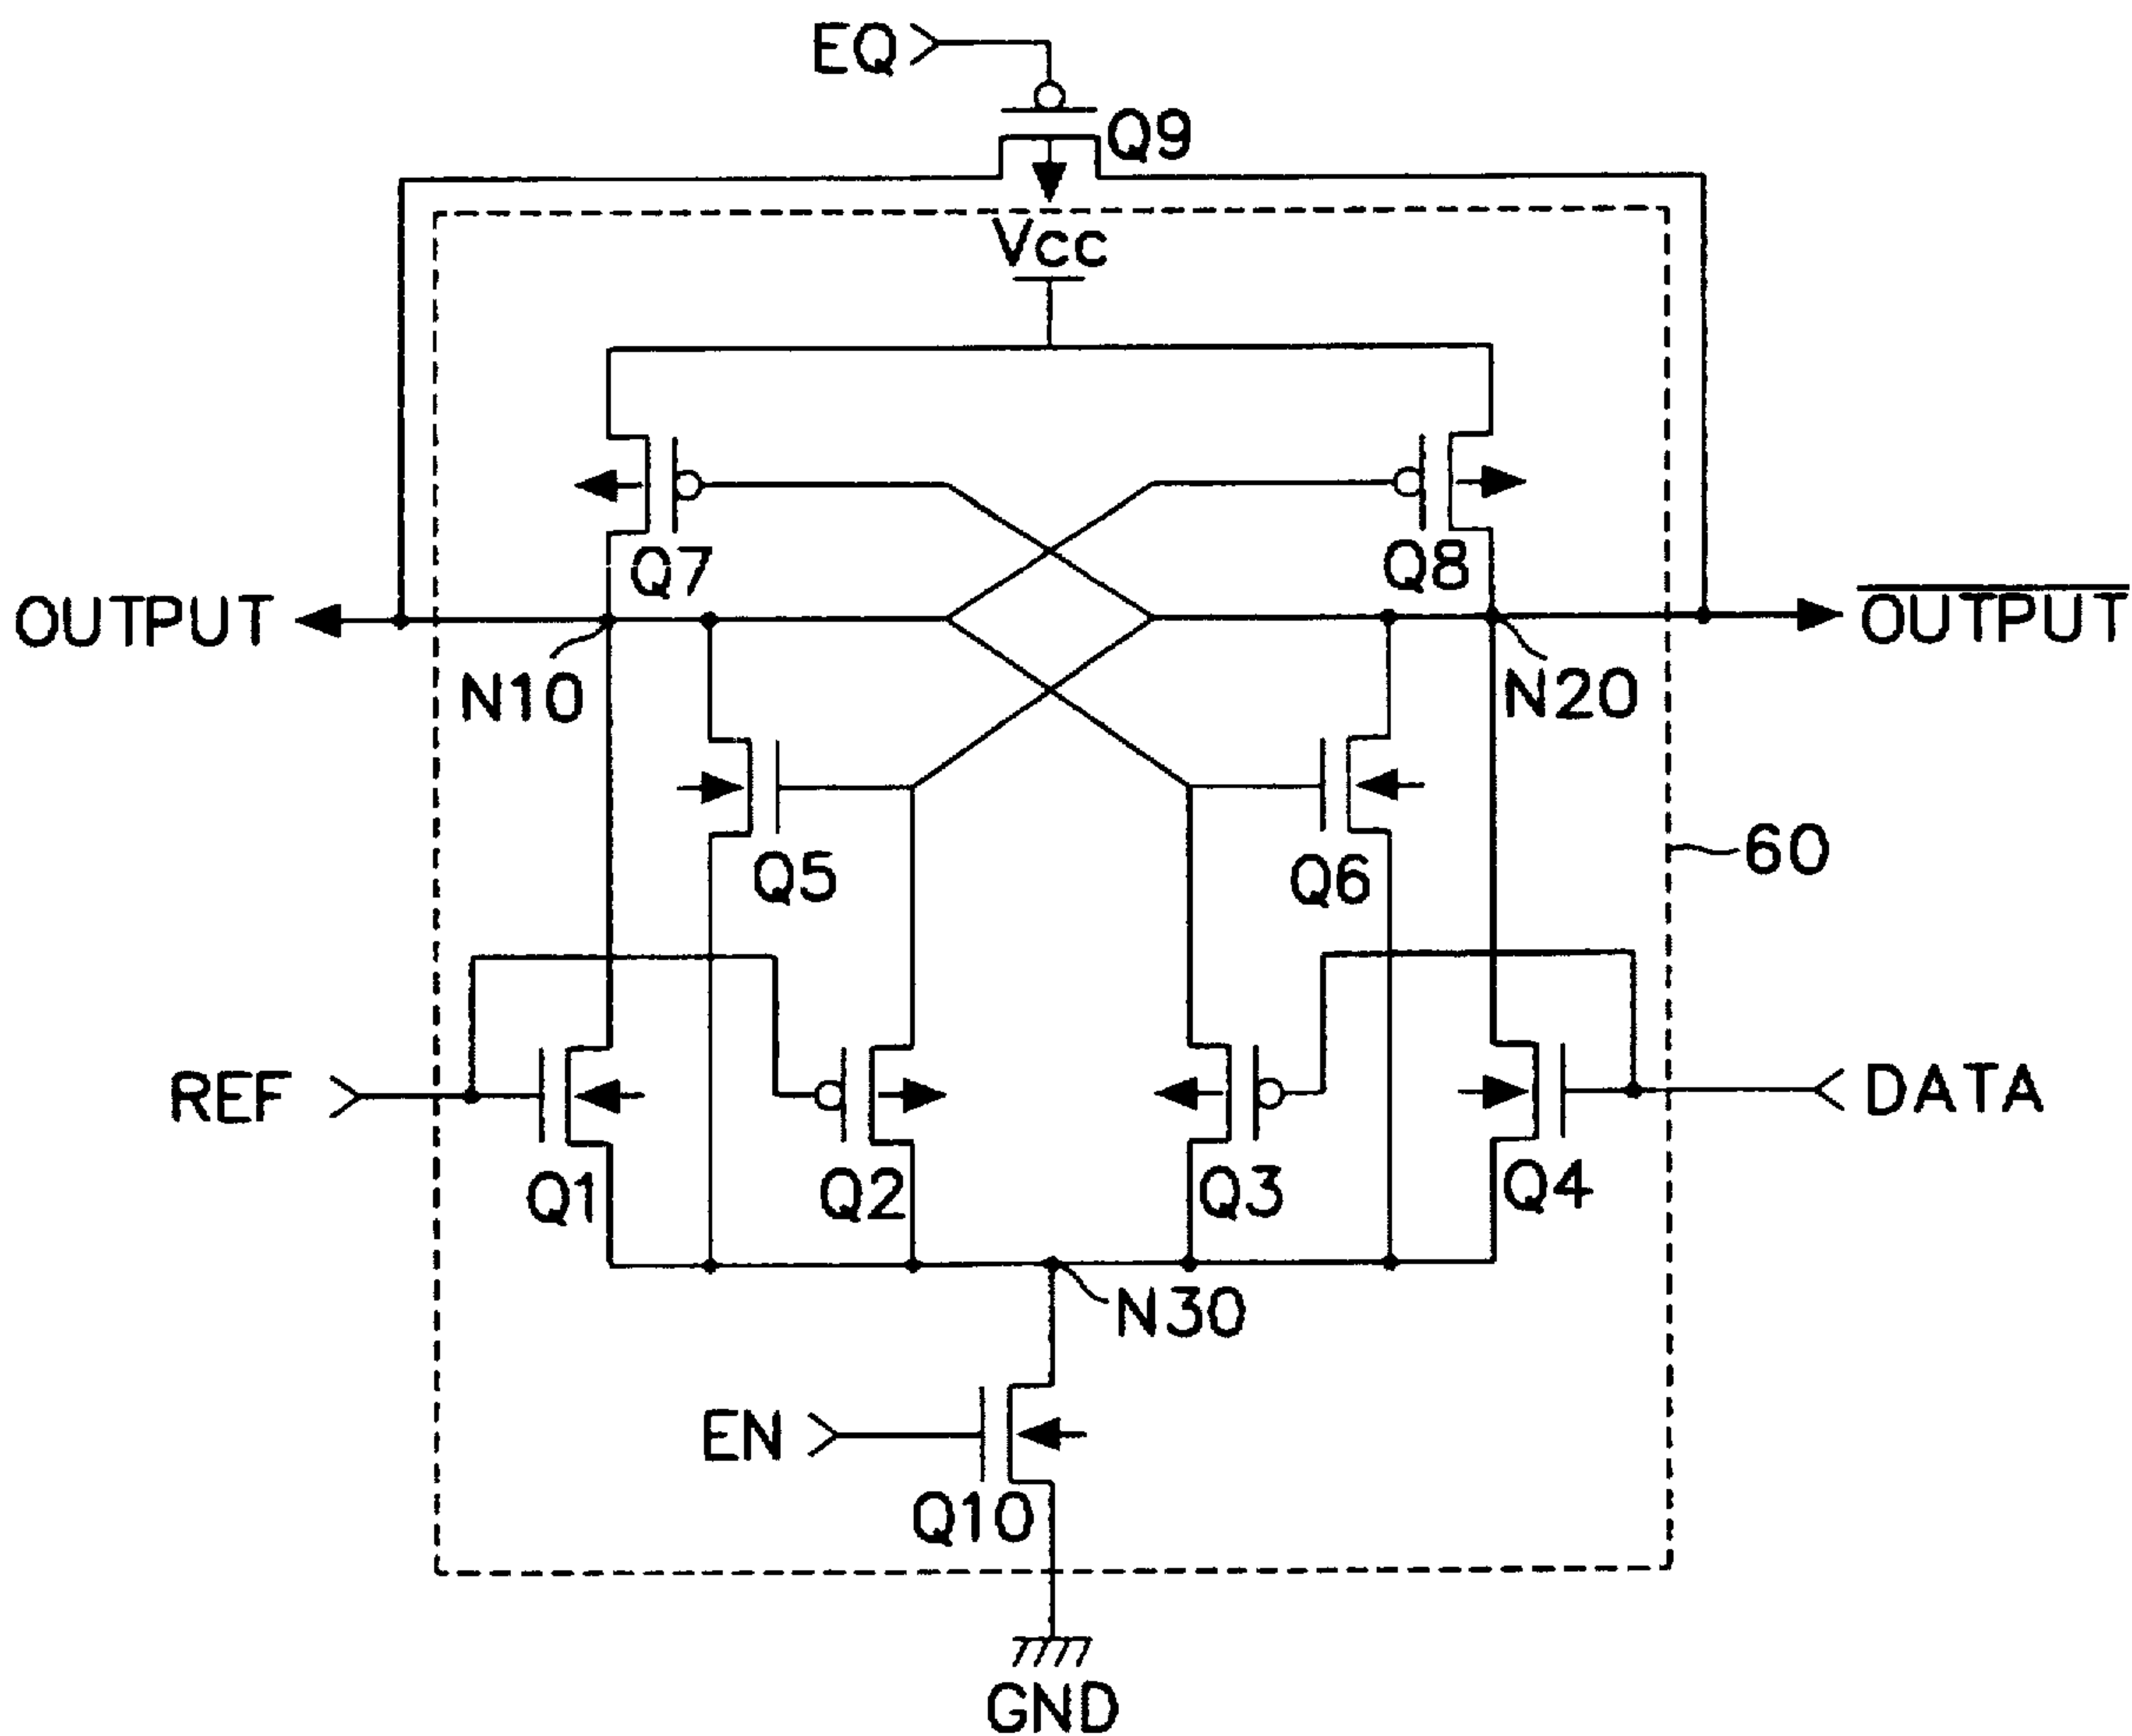 EQ
Q9
Vcc
Q7
Q8
OUTPUT
OUTPUT
N10
N20
Q5
Q6
60
REF
DATA
Q1
Q2
Q3
Q4
N30
EN
Q10
GND